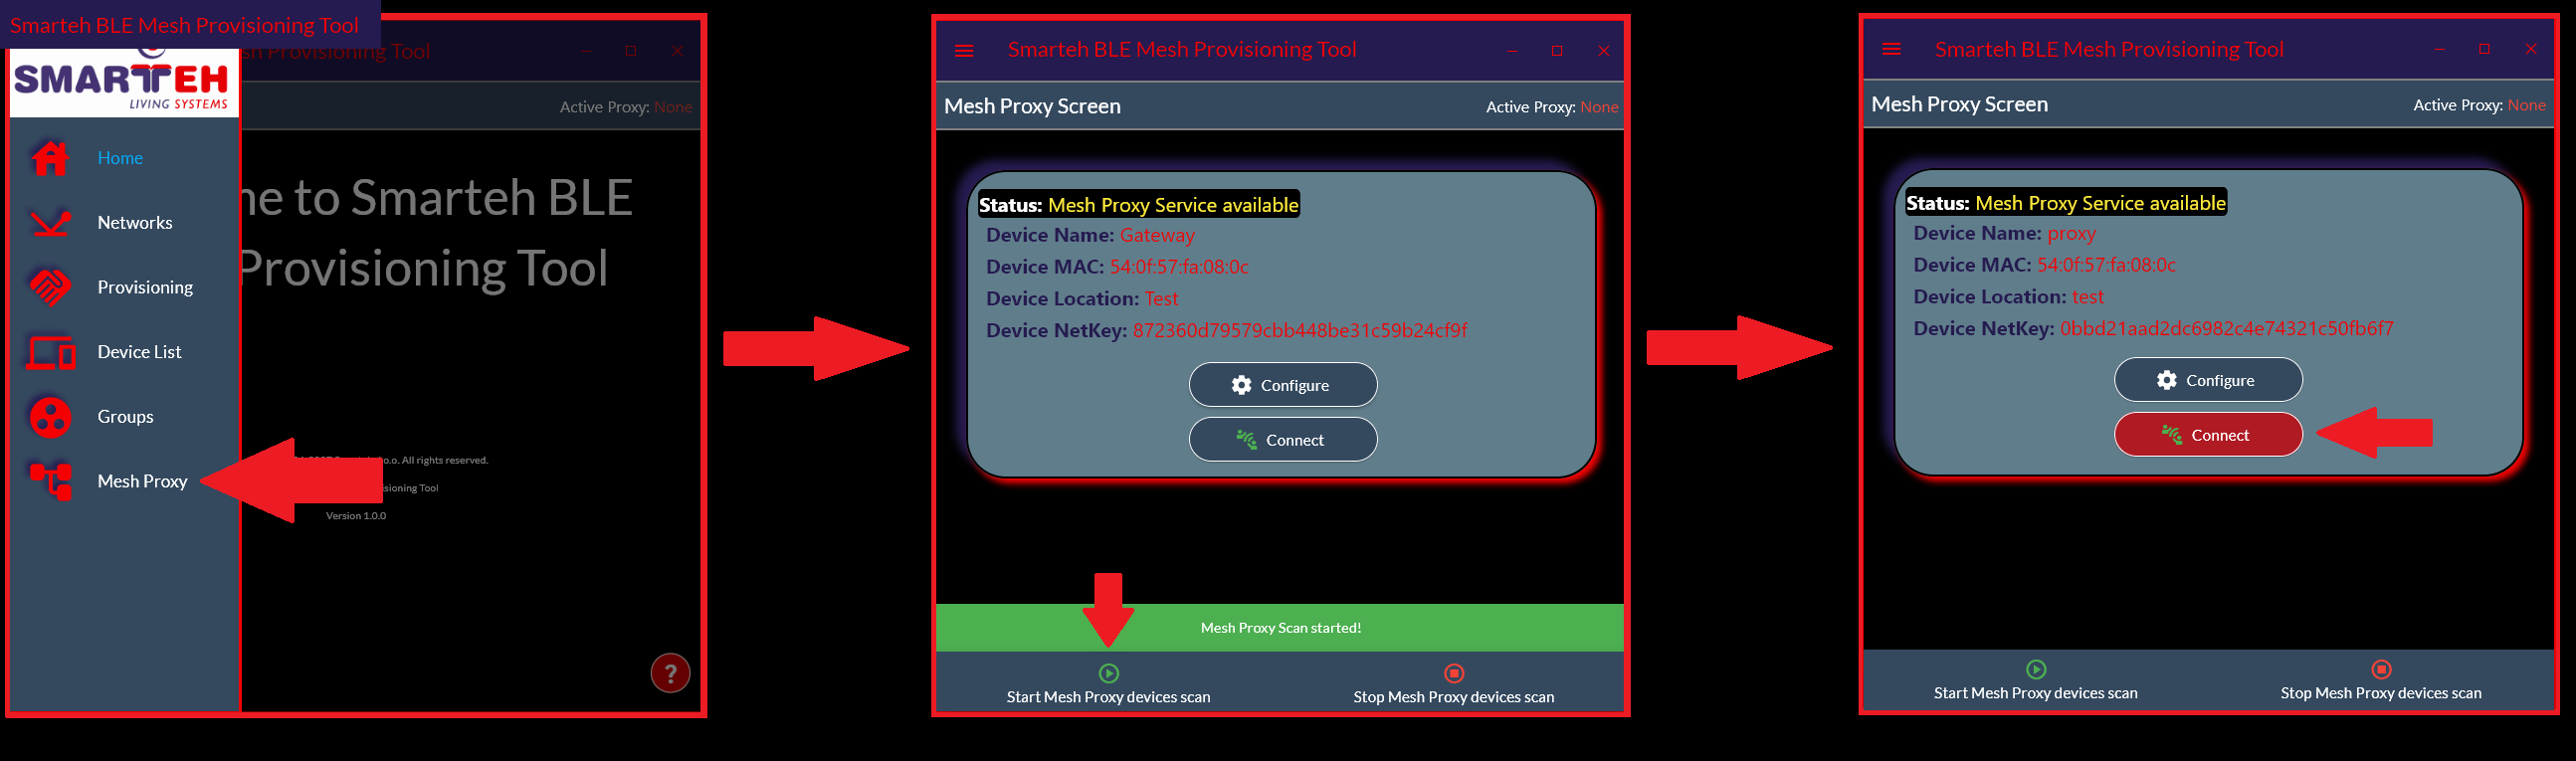 Smarteh BLE Mesh Provisioning Tool
sh Provisioning Tool
SMARTEH
LIVING SYSTEMS
Active Proxy: None
Home
Networks
Provisioning
Device List
Groups
Mesh Proxy
me to Smarteh BLE
Provisioning Tool
o.o. All rights reserved.
sioning Tool
Version 1.0.0
?
Smarteh BLE Mesh Provisioning Tool
Mesh Proxy Screen
Active Proxy: None
Status: Mesh Proxy Service available
Device Name: Gateway
Device MAC: 54:0f:57:fa:08:0c
Device Location: Test
Device NetKey: 872360d79579cbb448be31c59b24cf9f
Configure
Connect
Mesh Proxy Scan started!
Start Mesh Proxy devices scan
Stop Mesh Proxy devices scan
Smarteh BLE Mesh Provisioning Tool
Mesh Proxy Screen
Active Proxy: None
Status: Mesh Proxy Service available
Device Name: proxy
Device MAC: 54:0f:57:fa:08:0c
Device Location: test
Device NetKey: 0bbd21aad2dc6982c4e74321c50fb6f7
Configure
Connect
Start Mesh Proxy devices scan
Stop Mesh Proxy devices scan